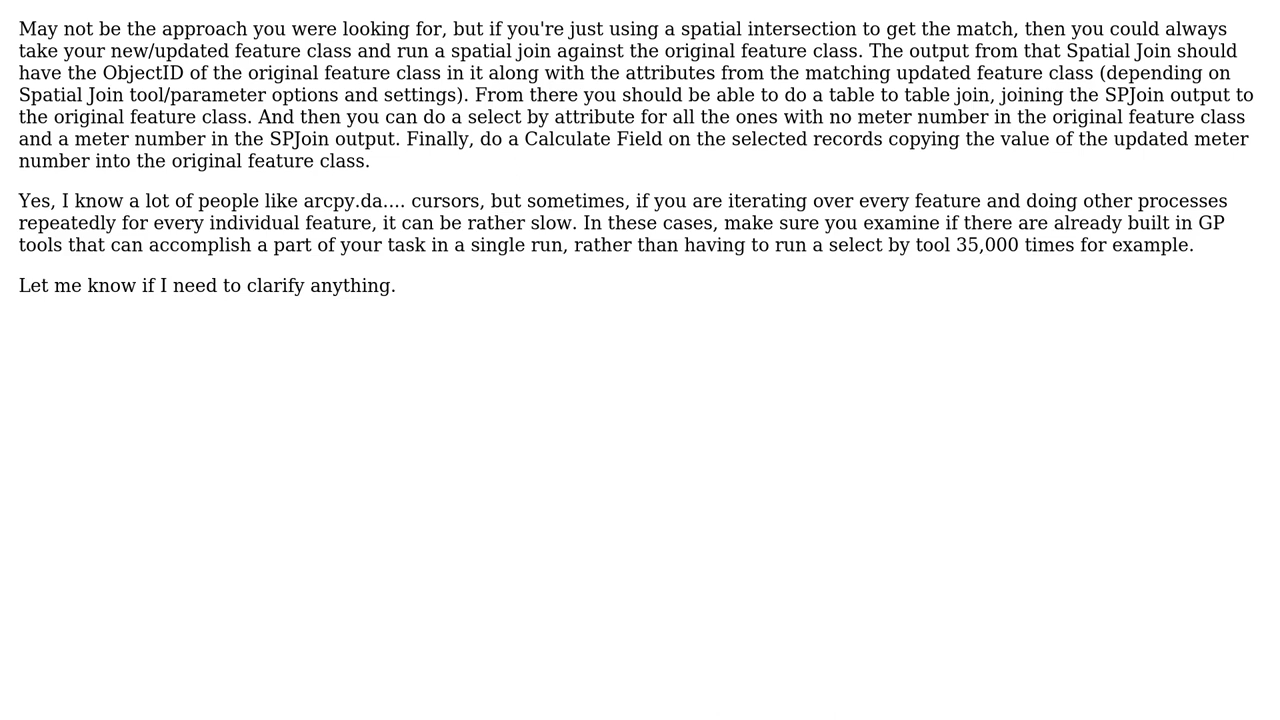 May not be the approach you were looking for, but if you're just using a spatial intersection to get the match, then you could always
take your new/updated feature class and run a spatial join against the original feature class. The output from that Spatial Join should
have the ObjectID of the original feature class in it along with the attributes from the matching updated feature class (depending on
Spatial Join tool/parameter options and settings). From there you should be able to do a table to table join, joining the SPJoin output to
the original feature class. And then you can do a select by attribute for all the ones with no meter number in the original feature class
and a meter number in the SPJoin output. Finally, do a Calculate Field on the selected records copying the value of the updated meter
number into the original feature class.
Yes, I know a lot of people like arcpy.da.... cursors, but sometimes, if you are iterating over every feature and doing other processes
repeatedly for every individual feature, it can be rather slow. In these cases, make sure you examine if there are already built in GP
tools that can accomplish a part of your task in a single run, rather than having to run a select by tool 35,000 times for example.
Let me know if I need to clarify anything.